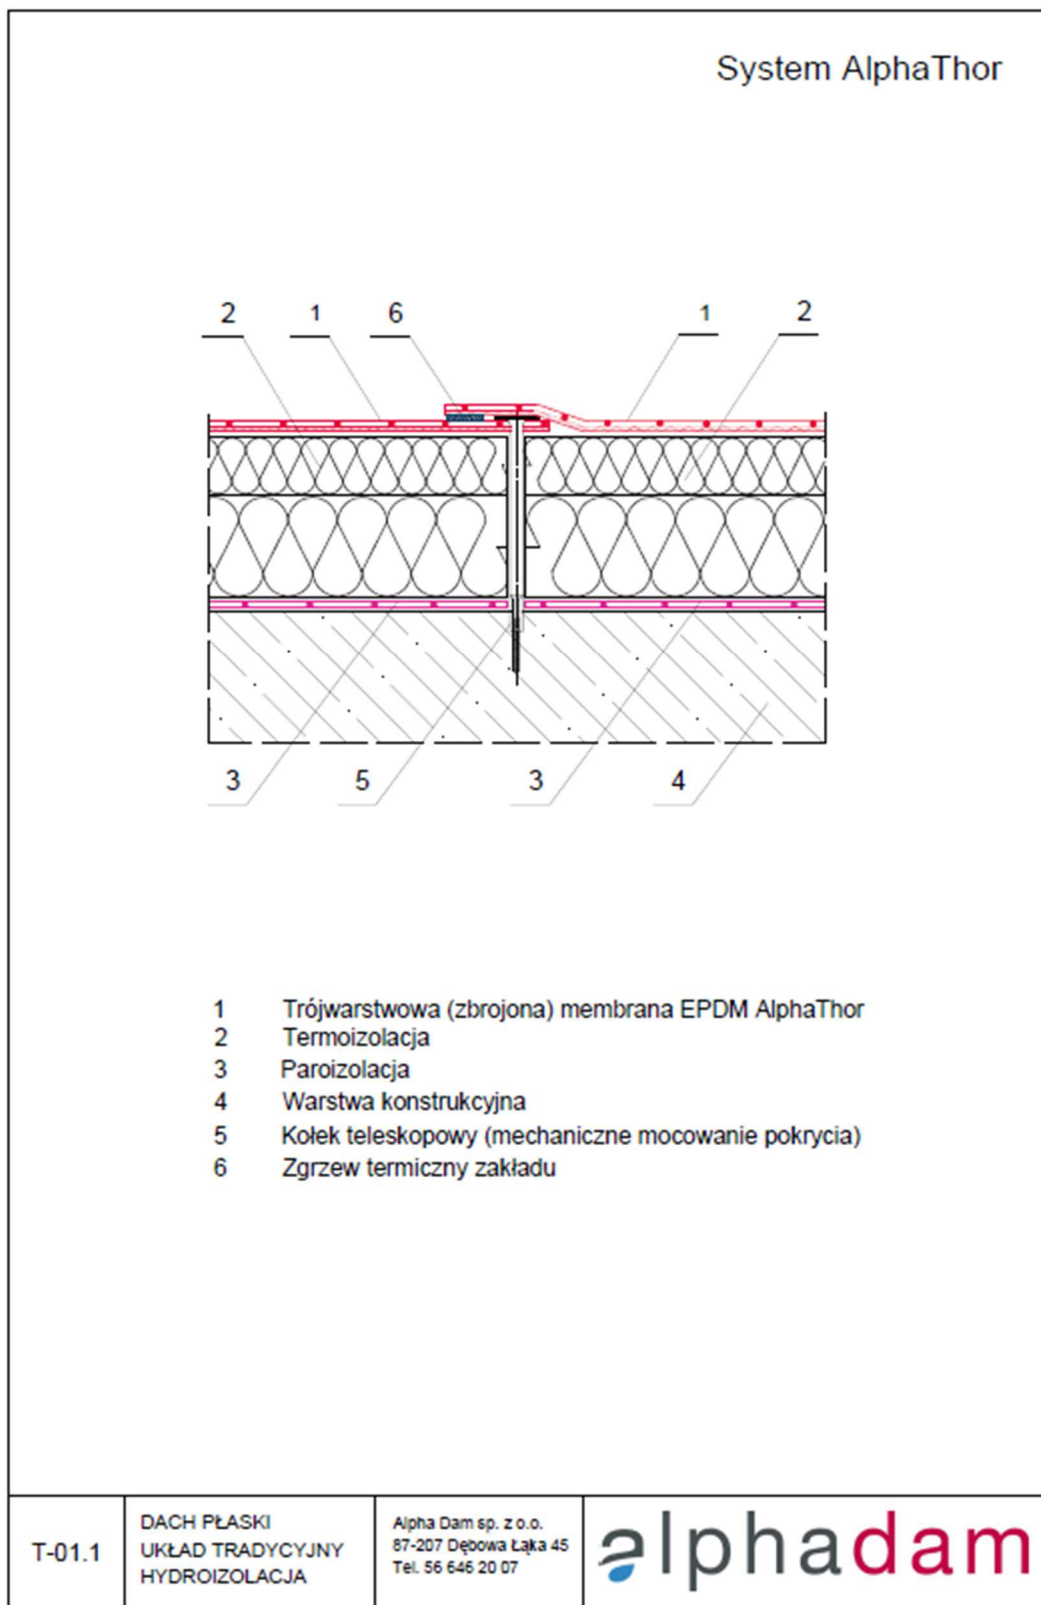 System AlphaThor
2 1 6 1 2
3 5 3 4
1 Trójwarstwowa (zbrojona) membrana EPDM AlphaThor
2 Termoizolacja
3 Paroizolacja
4 Warstwa konstrukcyjna
5 Kołek teleskopowy (mechaniczne mocowanie pokrycia)
6 Zgrzew termiczny zakładu
T-01.1
DACH PŁASKI
UKŁAD TRADYCYJNY
HYDROIZOLACJA
Alpha Dam sp. z o.o.
87-207 Dębowa Łąka 45
Tel. 56 646 20 07
alphadam